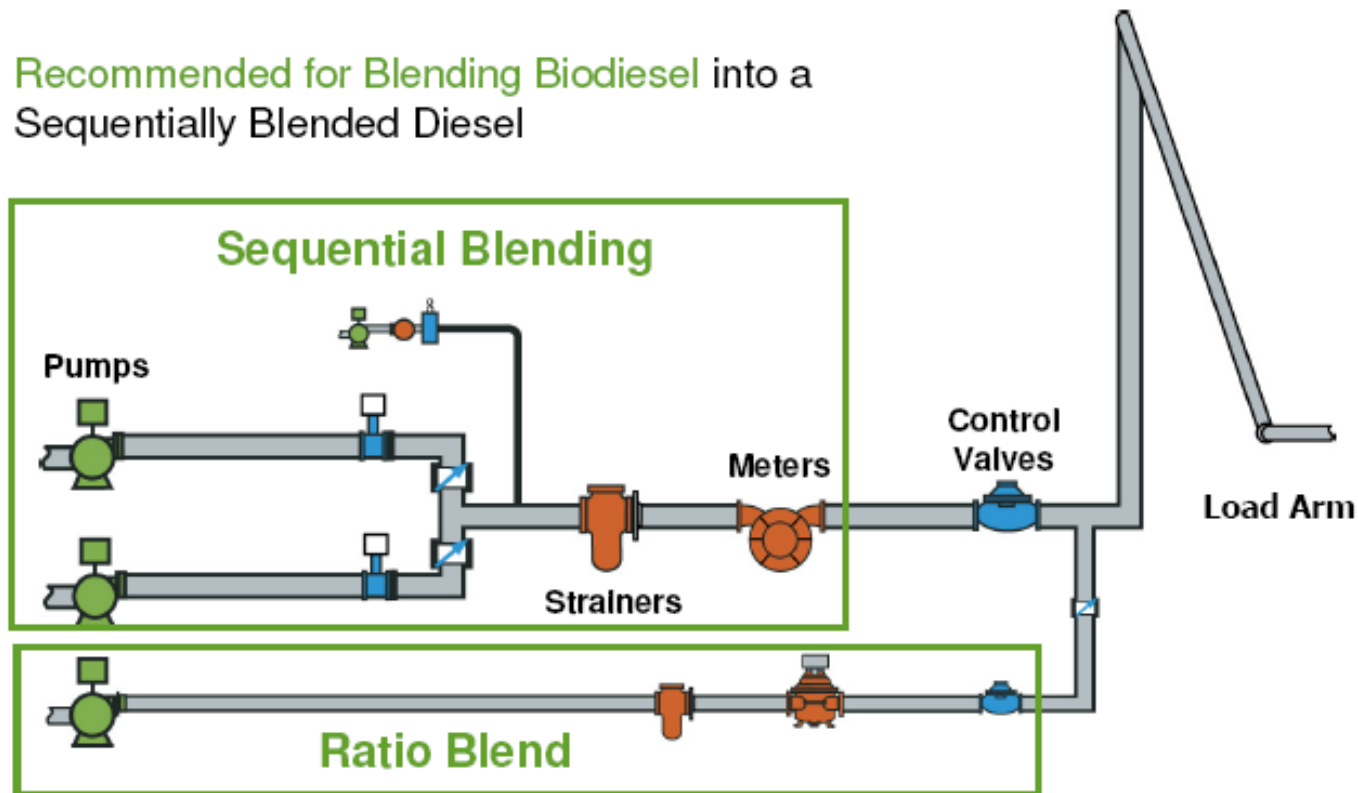 Recommended for Blending Biodiesel into a
Sequentially Blended Diesel
Sequential Blending
Pumps
Control
Valves
Meters
Load Arm
Strainers
Ratio Blend